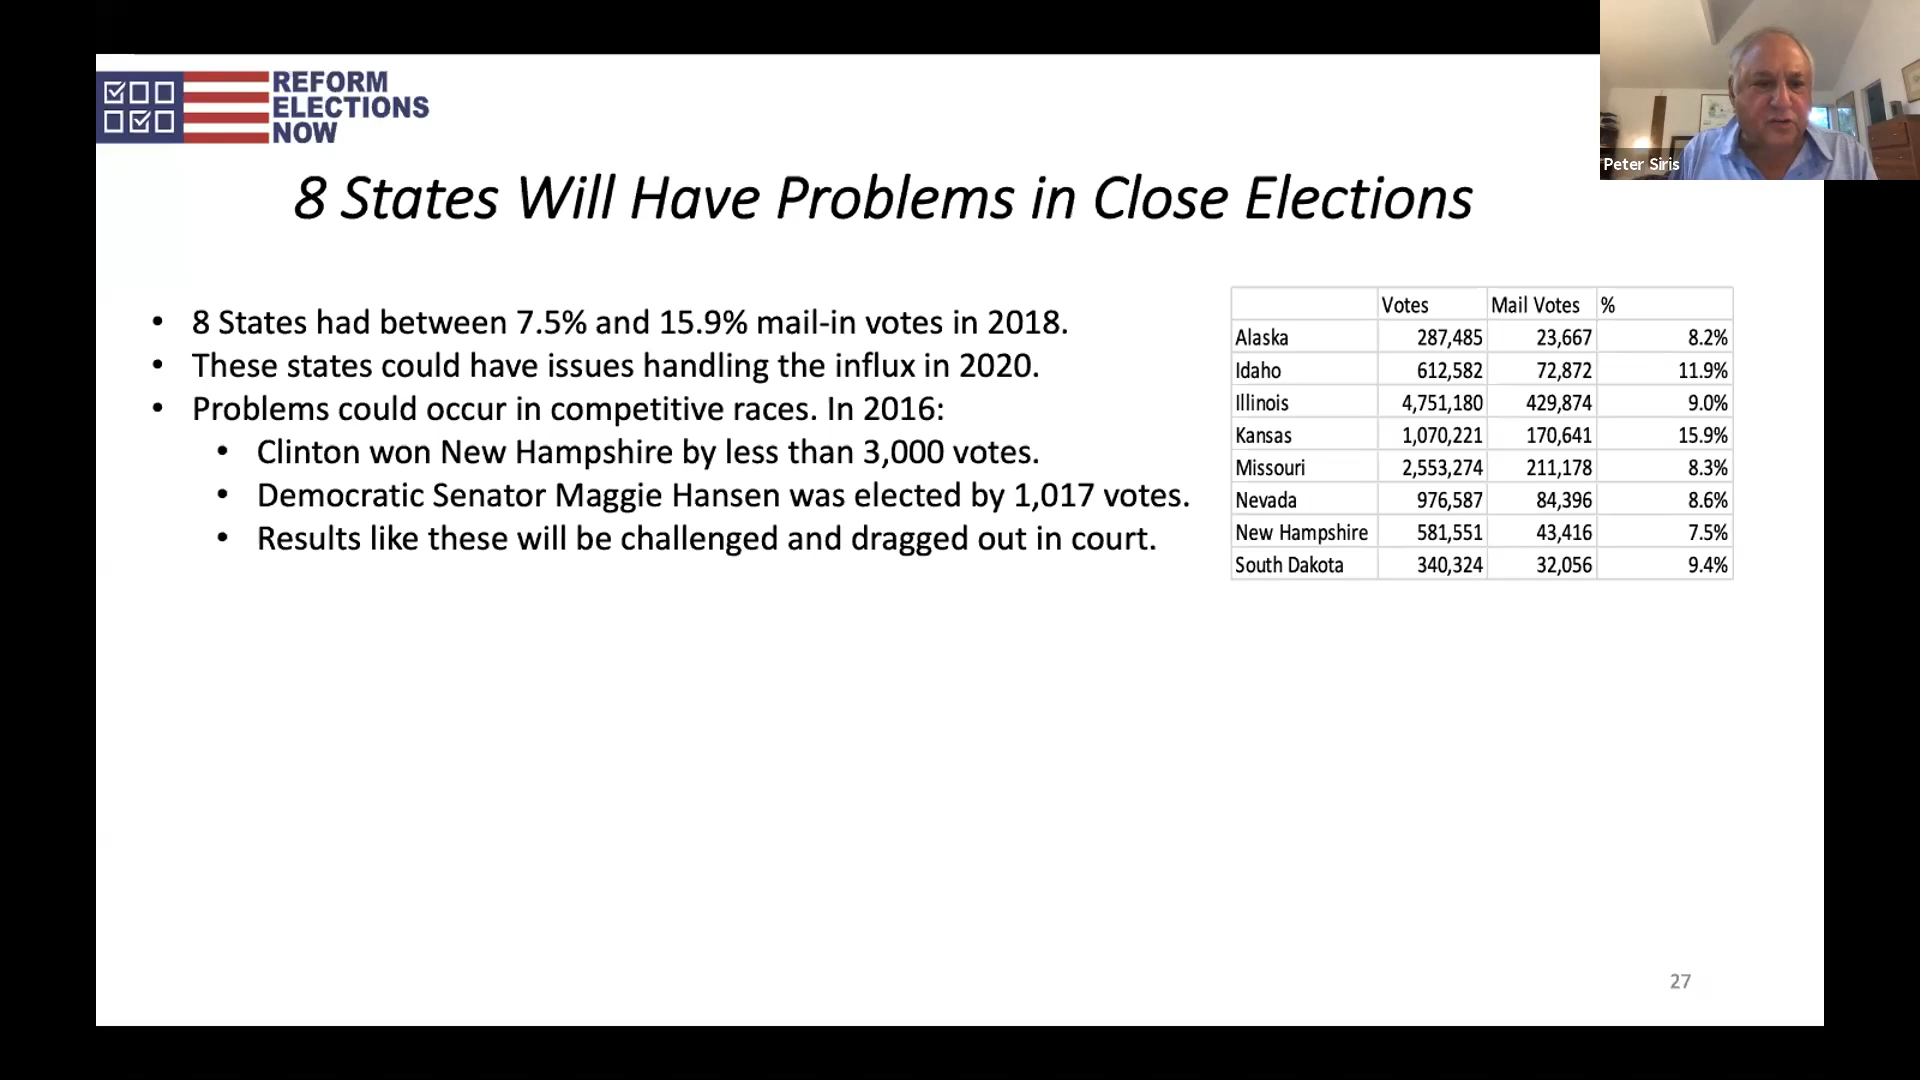 REFORM
ELECTIONS
NOW
Peter Siris
8 States Will Have Problems in Close Elections
• 8 States had between 7.5% and 15.9% mail-in votes in 2018.
• These states could have issues handling the influx in 2020.
• Problems could occur in competitive races. In 2016:
• Clinton won New Hampshire by less than 3,000 votes.
• Democratic Senator Maggie Hansen was elected by 1,017 votes.
• Results like these will be challenged and dragged out in court.
Votes Mail Votes %
Alaska 287,485 23,667 8.2%
Idaho 612,582 72,872 11.9%
Illinois 4,751,180 429,874 9.0%
Kansas 1,070,221 170,641 15.9%
Missouri 2,553,274 211,178 8.3%
Nevada 976,587 84,396 8.6%
New Hampshire 581,551 43,416 7.5%
South Dakota 340,324 32,056 9.4%
27